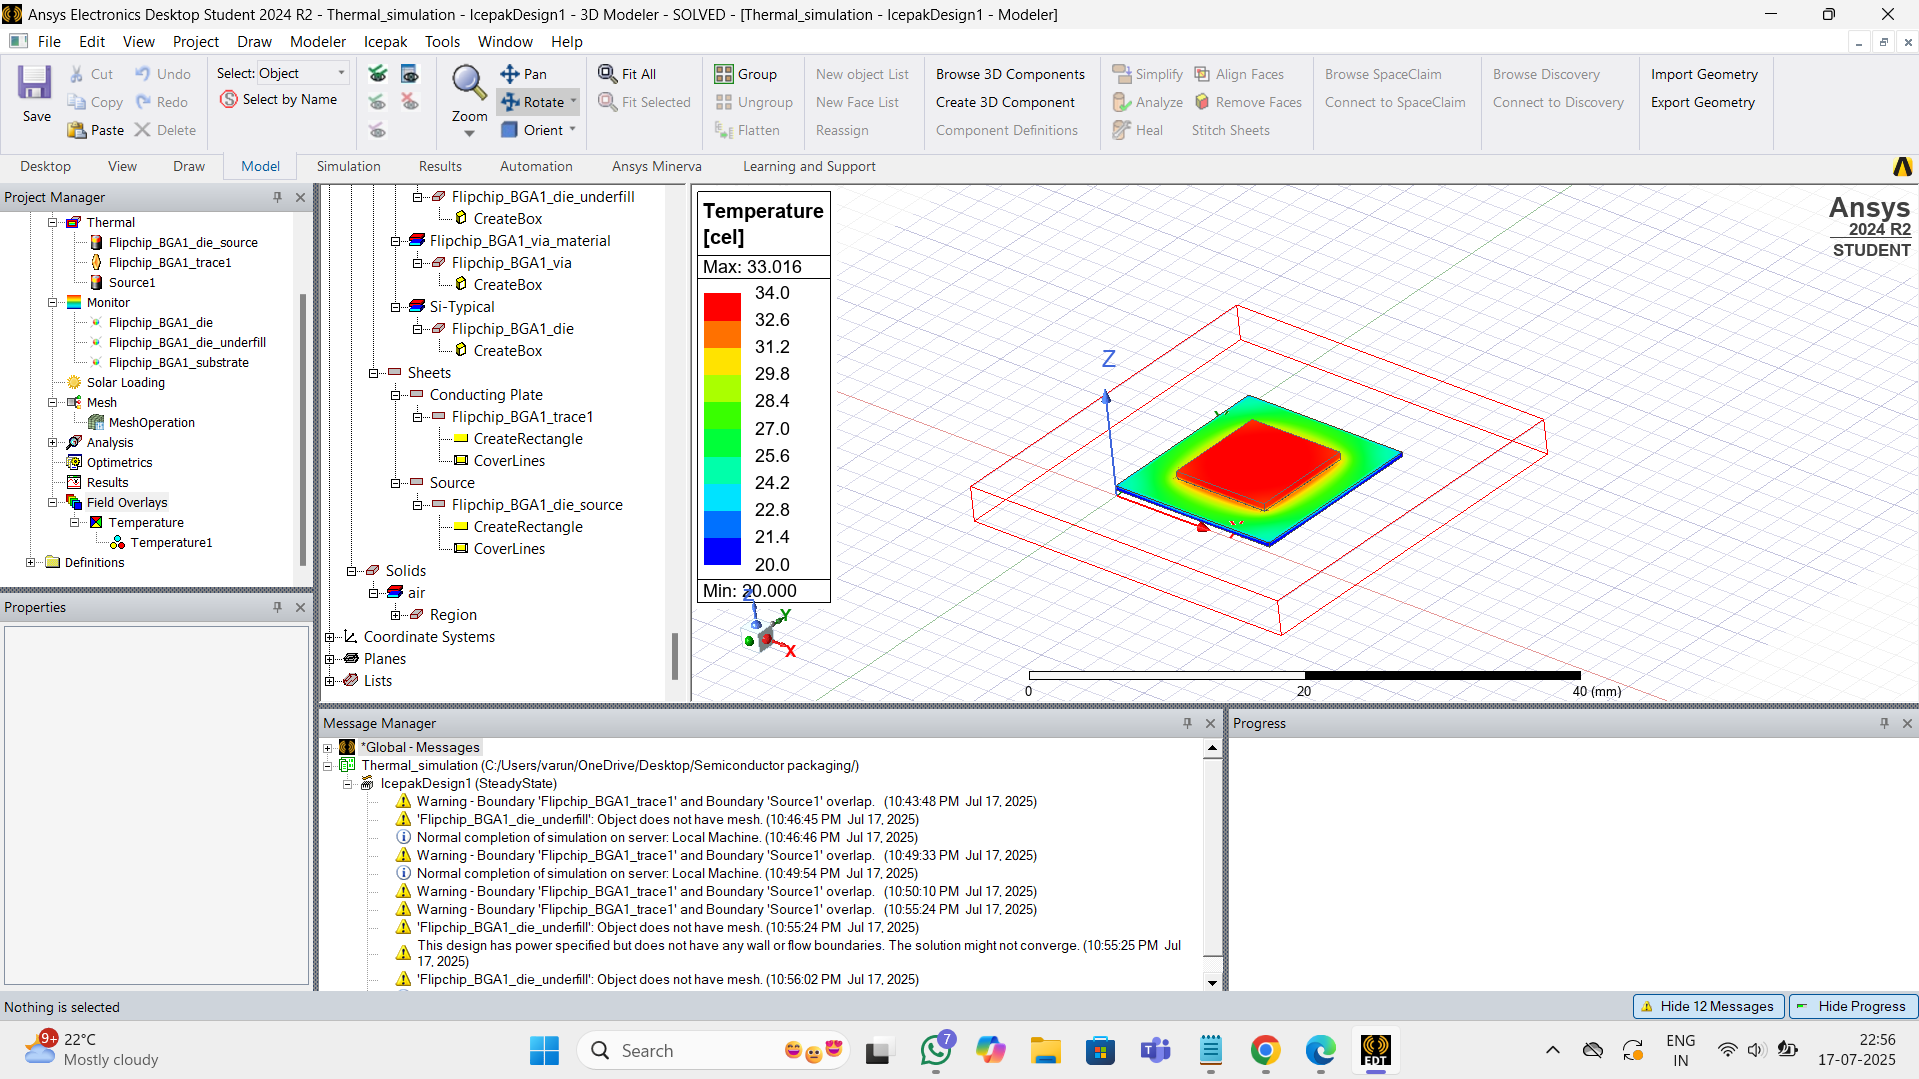 Ansys Electronics Desktop Student 2024 R2 - Thermal_simulation - IcepakDesign1 - 3D Modeler - SOLVED - [Thermal_simulation - IcepakDesign1 - Modeler]
File Edit View Project Draw Modeler Icepak Tools Window Help
Save
Cut
Copy
Paste
Undo
Redo
Delete
Select: Object
Select by Name
Zoom
Pan
Rotate
Orient
Fit All
Fit Selected
Group
Ungroup
Flatten
New object List
New Face List
Reassign
Browse 3D Components
Create 3D Component
Component Definitions
Simplify
Analyze
Heal
Align Faces
Remove Faces
Stitch Sheets
Browse SpaceClaim
Connect to SpaceClaim
Browse Discovery
Connect to Discovery
Import Geometry
Export Geometry
Desktop View Draw Model Simulation Results Automation Ansys Minerva Learning and Support
Project Manager
Thermal
Flipchip_BGA1_die_source
Flipchip_BGA1_trace1
Source1
Monitor
Flipchip_BGA1_die
Flipchip_BGA1_die_underfill
Flipchip_BGA1_substrate
Solar Loading
Mesh
MeshOperation
Analysis
Optimetrics
Results
Field Overlays
Temperature
Temperature1
Definitions
Properties
Flipchip_BGA1_die_underfill
CreateBox
Flipchip_BGA1_via_material
Flipchip_BGA1_via
CreateBox
Si-Typical
Flipchip_BGA1_die
CreateBox
Sheets
Conducting Plate
Flipchip_BGA1_trace1
CreateRectangle
CoverLines
Source
Flipchip_BGA1_die_source
CreateRectangle
CoverLines
Solids
air
Region
Coordinate Systems
Planes
Lists
Temperature
[cel]
Max: 33.016
34.0
32.6
31.2
29.8
28.4
27.0
25.6
24.2
22.8
21.4
20.0
Min: 20.000
Z
Y
X
Z
Ansys
2024 R2
STUDENT
0 20 40 (mm)
Message Manager
*Global - Messages
Thermal_simulation (C:/Users/varun/OneDrive/Desktop/Semiconductor packaging/)
IcepakDesign1 (SteadyState)
Warning - Boundary 'Flipchip_BGA1_trace1' and Boundary 'Source1' overlap. (10:43:48 PM Jul 17, 2025)
'Flipchip_BGA1_die_underfill': Object does not have mesh. (10:46:45 PM Jul 17, 2025)
Normal completion of simulation on server: Local Machine. (10:46:46 PM Jul 17, 2025)
Warning - Boundary 'Flipchip_BGA1_trace1' and Boundary 'Source1' overlap. (10:49:33 PM Jul 17, 2025)
Normal completion of simulation on server: Local Machine. (10:49:54 PM Jul 17, 2025)
Warning - Boundary 'Flipchip_BGA1_trace1' and Boundary 'Source1' overlap. (10:50:10 PM Jul 17, 2025)
Warning - Boundary 'Flipchip_BGA1_trace1' and Boundary 'Source1' overlap. (10:55:24 PM Jul 17, 2025)
'Flipchip_BGA1_die_underfill': Object does not have mesh. (10:55:24 PM Jul 17, 2025)
This design has power specified but does not have any wall or flow boundaries. The solution might not converge. (10:55:25 PM Jul
17, 2025)
'Flipchip_BGA1_die_underfill': Object does not have mesh. (10:56:02 PM Jul 17, 2025)
Progress
Nothing is selected
Hide 12 Messages
Hide Progress
9+
22°C
Mostly cloudy
Search
7
EDT
ENG
IN
22:56
17-07-2025